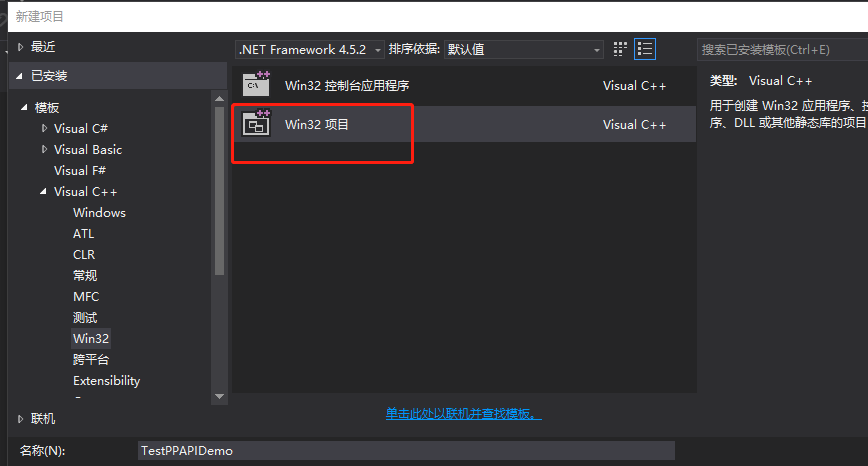 新建项目
最近
.NET Framework 4.5.2
排序依据:
默认值
搜索已安装模板(Ctrl+E)
已安装
模板
Visual C#
Visual Basic
Visual F#
Visual C++
Windows
ATL
CLR
常规
MFC
测试
Win32
跨平台
Extensibility
联机
Win32 控制台应用程序
Visual C++
Win32 项目
Visual C++
类型: Visual C++
用于创建 Win32 应用程序、
序、DLL 或其他静态库的项目
单击此处以联机并查找模板。
名称(N):
TestPPAPIDemo